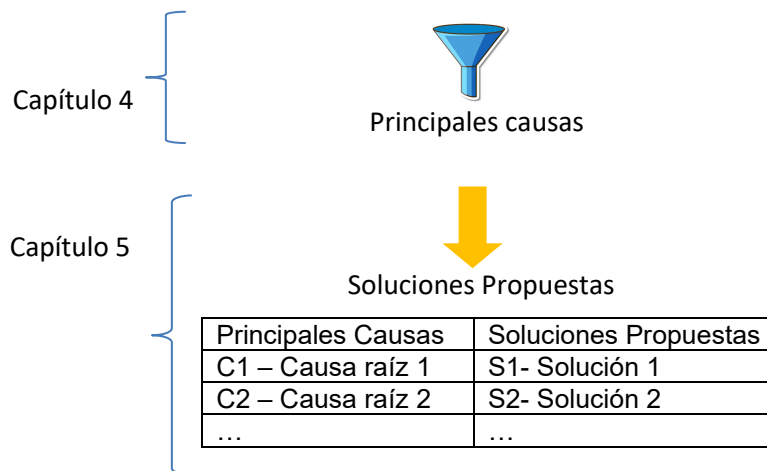 Capítulo 4
Principales causas
Capítulo 5
Soluciones Propuestas
Principales Causas Soluciones Propuestas
C1 – Causa raíz 1 S1- Solución 1
C2 – Causa raíz 2 S2- Solución 2
… …